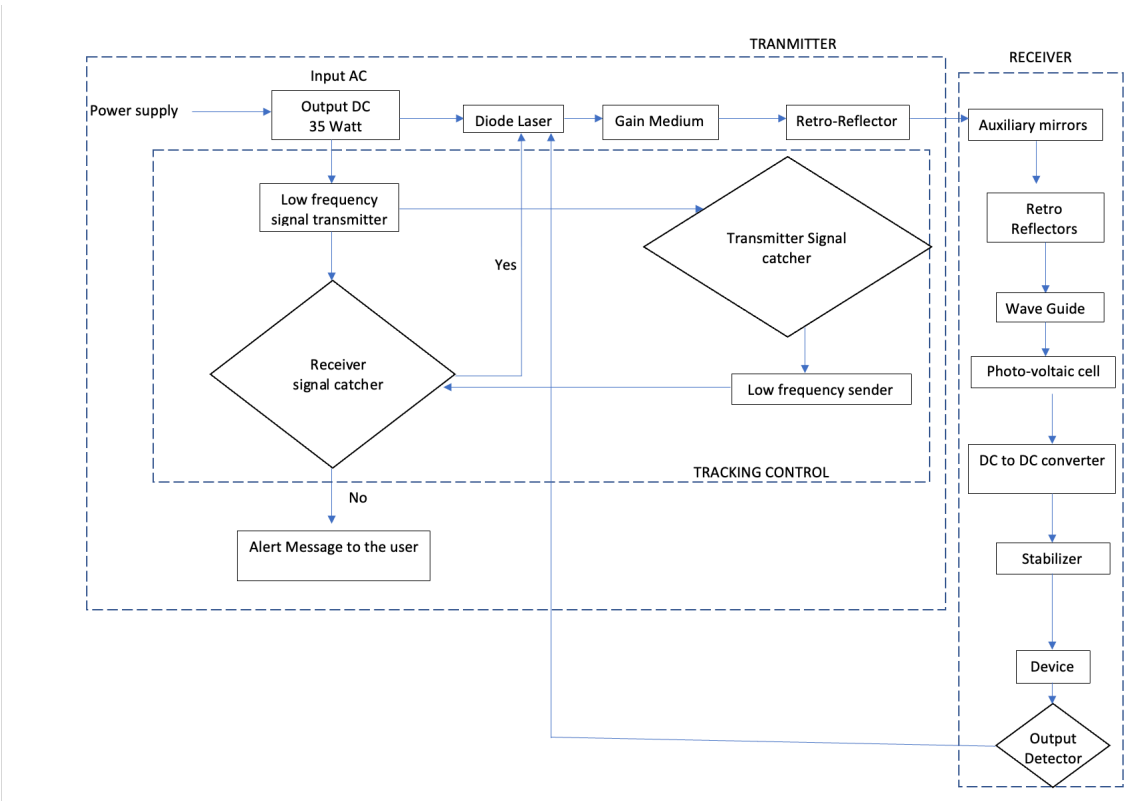 TRANMITTER
RECEIVER
Input AC
Power supply
Output DC
35 Watt
Diode Laser
Gain Medium
Retro-Reflector
Auxiliary mirrors
Low frequency
signal transmitter
Transmitter Signal
catcher
Retro
Reflectors
Yes
Wave Guide
Receiver
signal catcher
Low frequency sender
Photo-voltaic cell
DC to DC converter
TRACKING CONTROL
No
Alert Message to the user
Stabilizer
Device
Output
Detector